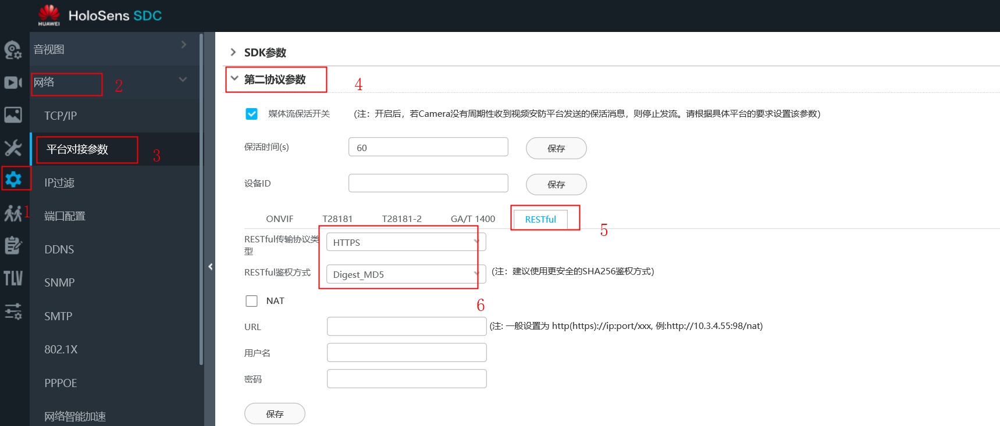 HUAWEI
HoloSens SDC
音视图
网络
2
TCP/IP
平台对接参数
3
1
IP过滤
端口配置
DDNS
SNMP
SMTP
802.1X
PPPOE
网络智能加速
TLV
SDK参数
第二协议参数
4
媒体流保活开关 (注：开启后，若Camera没有周期性收到视频安防平台发送的保活消息，则停止发流。请根据具体平台的要求设置该参数)
保活时间(s) 60 保存
设备ID 保存
ONVIF T28181 T28181-2 GA/T 1400 RESTful
5
RESTful传输协议类
型
HTTPS
RESTful鉴权方式 Digest_MD5 (注：建议使用更安全的SHA256鉴权方式)
NAT
6
URL (注: 一般设置为 http(https)://ip:port/xxx, 例:http://10.3.4.55:98/nat)
用户名
密码
保存